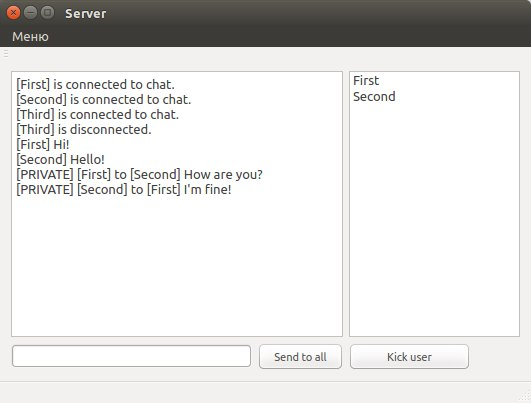 Server
Меню
[First] is connected to chat.
[Second] is connected to chat.
[Third] is connected to chat.
[Third] is disconnected.
[First] Hi!
[Second] Hello!
[PRIVATE] [First] to [Second] How are you?
[PRIVATE] [Second] to [First] I'm fine!
First
Second
Send to all
Kick user